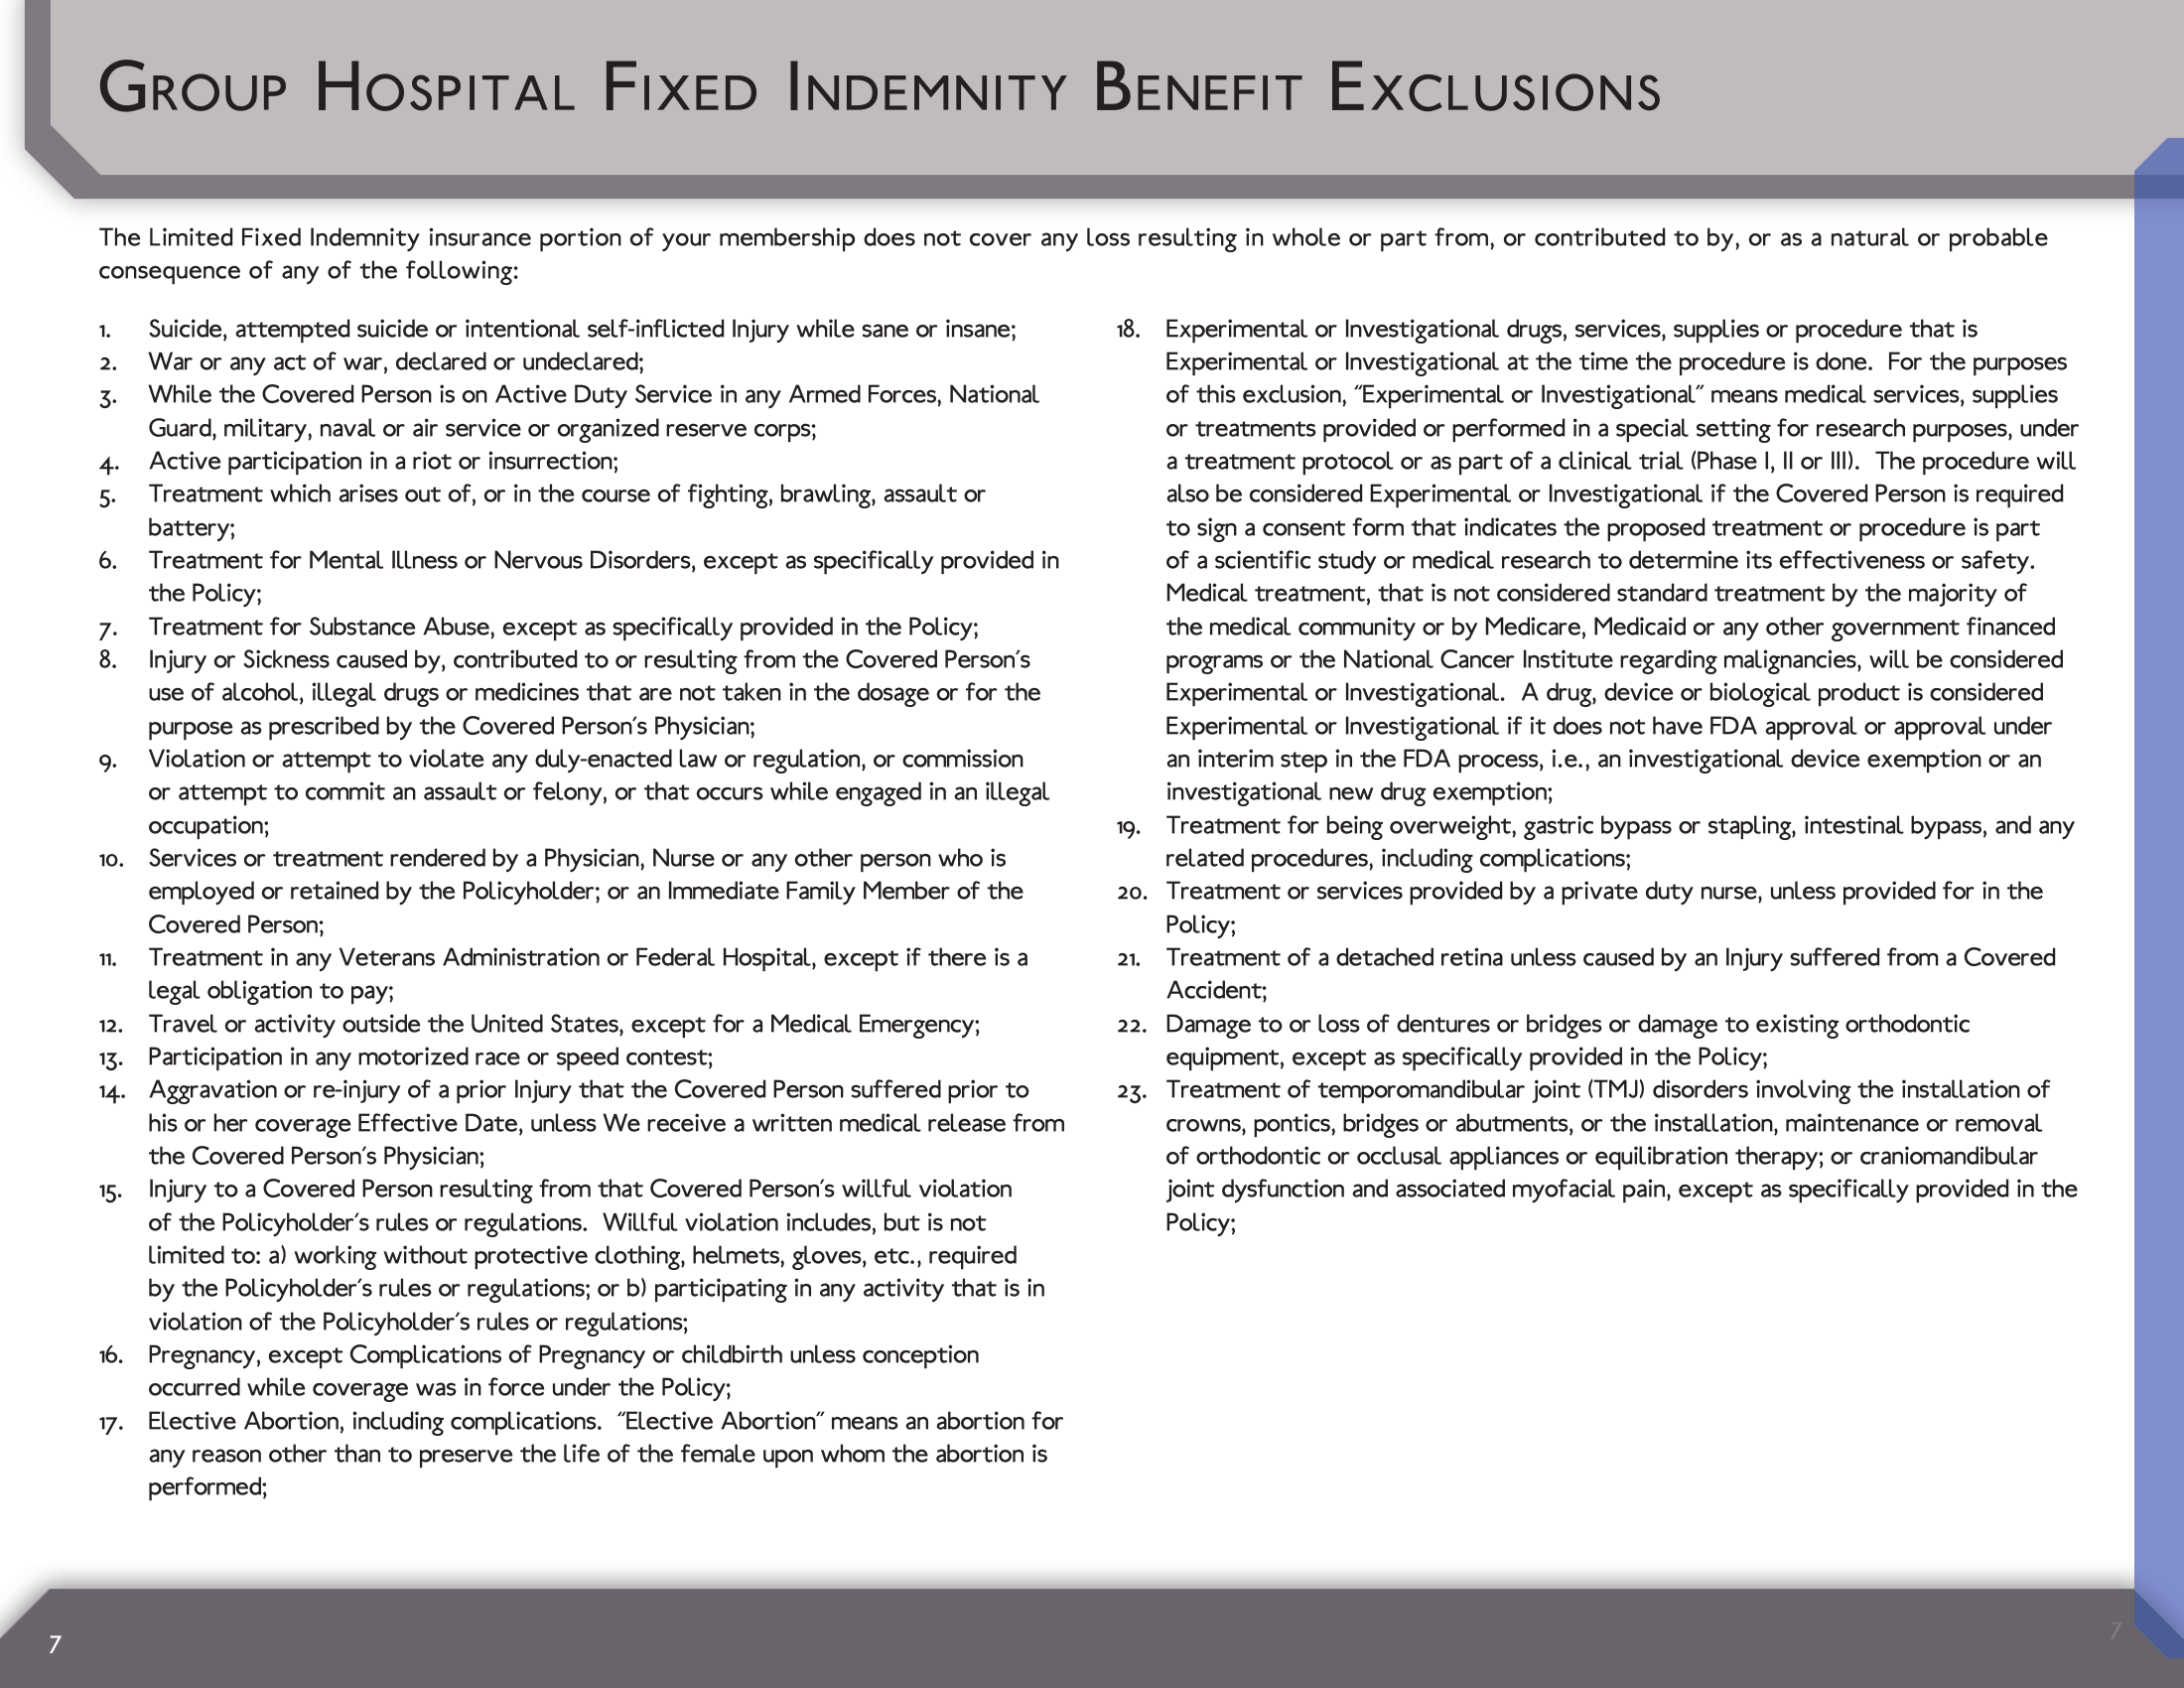 Group Hospital Fixed Indemnity Benefit Exclusions
The Limited Fixed Indemnity insurance portion of your membership does not cover any loss resulting in whole or part from, or contributed to by, or as a natural or probable
consequence of any of the following:
1. Suicide, attempted suicide or intentional self-inflicted Injury while sane or insane;
2. War or any act of war, declared or undeclared;
3. While the Covered Person is on Active Duty Service in any Armed Forces, National
Guard, military, naval or air service or organized reserve corps;
4. Active participation in a riot or insurrection;
5. Treatment which arises out of, or in the course of fighting, brawling, assault or
battery;
6. Treatment for Mental Illness or Nervous Disorders, except as specifically provided in
the Policy;
7. Treatment for Substance Abuse, except as specifically provided in the Policy;
8. Injury or Sickness caused by, contributed to or resulting from the Covered Person's
use of alcohol, illegal drugs or medicines that are not taken in the dosage or for the
purpose as prescribed by the Covered Person's Physician;
9. Violation or attempt to violate any duly-enacted law or regulation, or commission
or attempt to commit an assault or felony, or that occurs while engaged in an illegal
occupation;
10. Services or treatment rendered by a Physician, Nurse or any other person who is
employed or retained by the Policyholder; or an Immediate Family Member of the
Covered Person;
11. Treatment in any Veterans Administration or Federal Hospital, except if there is a
legal obligation to pay;
12. Travel or activity outside the United States, except for a Medical Emergency;
13. Participation in any motorized race or speed contest;
14. Aggravation or re-injury of a prior Injury that the Covered Person suffered prior to
his or her coverage Effective Date, unless We receive a written medical release from
the Covered Person's Physician;
15. Injury to a Covered Person resulting from that Covered Person's willful violation
of the Policyholder's rules or regulations.  Willful violation includes, but is not
limited to: a) working without protective clothing, helmets, gloves, etc., required
by the Policyholder's rules or regulations; or b) participating in any activity that is in
violation of the Policyholder's rules or regulations;
16. Pregnancy, except Complications of Pregnancy or childbirth unless conception
occurred while coverage was in force under the Policy;
17. Elective Abortion, including complications.  "Elective Abortion" means an abortion for
any reason other than to preserve the life of the female upon whom the abortion is
performed;
18. Experimental or Investigational drugs, services, supplies or procedure that is
Experimental or Investigational at the time the procedure is done.  For the purposes
of this exclusion, "Experimental or Investigational" means medical services, supplies
or treatments provided or performed in a special setting for research purposes, under
a treatment protocol or as part of a clinical trial (Phase I, II or III).  The procedure will
also be considered Experimental or Investigational if the Covered Person is required
to sign a consent form that indicates the proposed treatment or procedure is part
of a scientific study or medical research to determine its effectiveness or safety.
Medical treatment, that is not considered standard treatment by the majority of
the medical community or by Medicare, Medicaid or any other government financed
programs or the National Cancer Institute regarding malignancies, will be considered
Experimental or Investigational.  A drug, device or biological product is considered
Experimental or Investigational if it does not have FDA approval or approval under
an interim step in the FDA process, i.e., an investigational device exemption or an
investigational new drug exemption;
19. Treatment for being overweight, gastric bypass or stapling, intestinal bypass, and any
related procedures, including complications;
20. Treatment or services provided by a private duty nurse, unless provided for in the
Policy;
21. Treatment of a detached retina unless caused by an Injury suffered from a Covered
Accident;
22. Damage to or loss of dentures or bridges or damage to existing orthodontic
equipment, except as specifically provided in the Policy;
23. Treatment of temporomandibular joint (TMJ) disorders involving the installation of
crowns, pontics, bridges or abutments, or the installation, maintenance or removal
of orthodontic or occlusal appliances or equilibration therapy; or craniomandibular
joint dysfunction and associated myofacial pain, except as specifically provided in the
Policy;
7
7